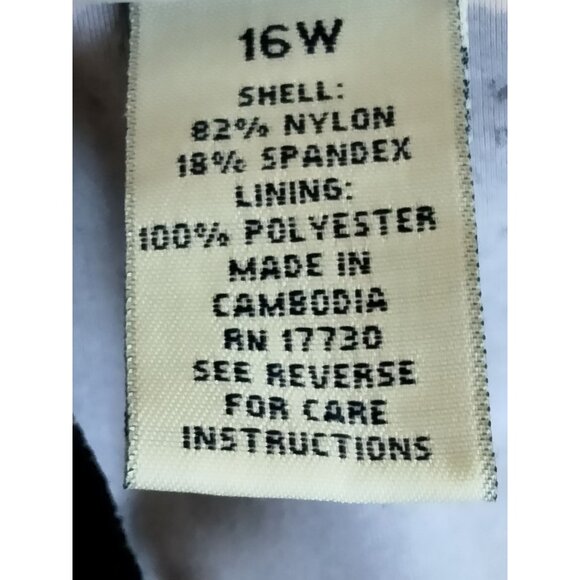 16W
SHELL:
82% NYLON
18% SPANDEX
LINING:
100% POLYESTER
MADE IN
CAMBODIA
RN 17730
SEE REVERSE
FOR CARE
INSTRUCTIONS